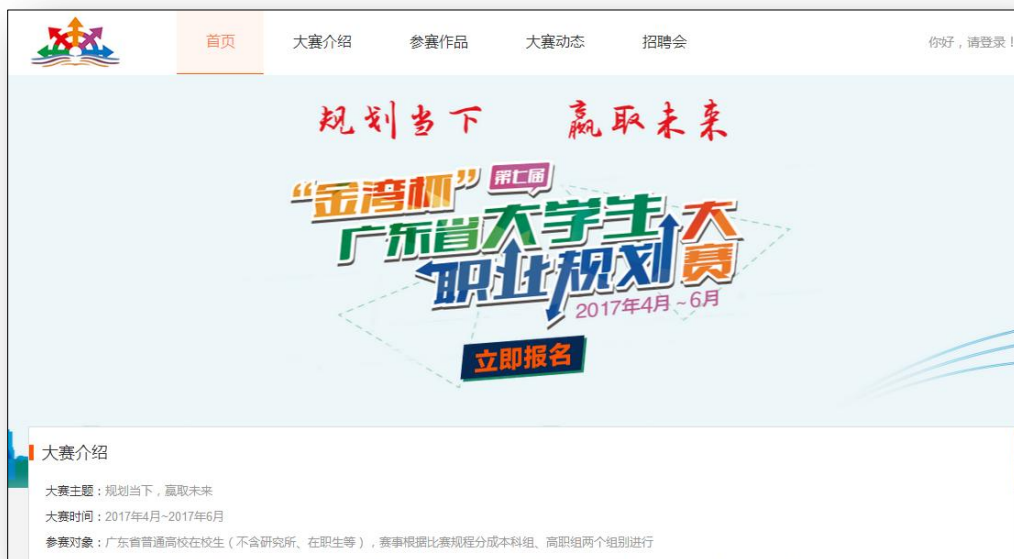 首页 大赛介绍 参赛作品 大赛动态 招聘会 你好，请登录！
规划当下 赢取未来
“金湾杯”第七届
广东省大学生
职业规划大赛
2017年4月~6月
立即报名
大赛介绍
大赛主题：规划当下，赢取未来
大赛时间：2017年4月~2017年6月
参赛对象：广东省普通高校在校生（不含研究所、在职生等），赛事根据比赛规程分成本科组、高职组两个组别进行